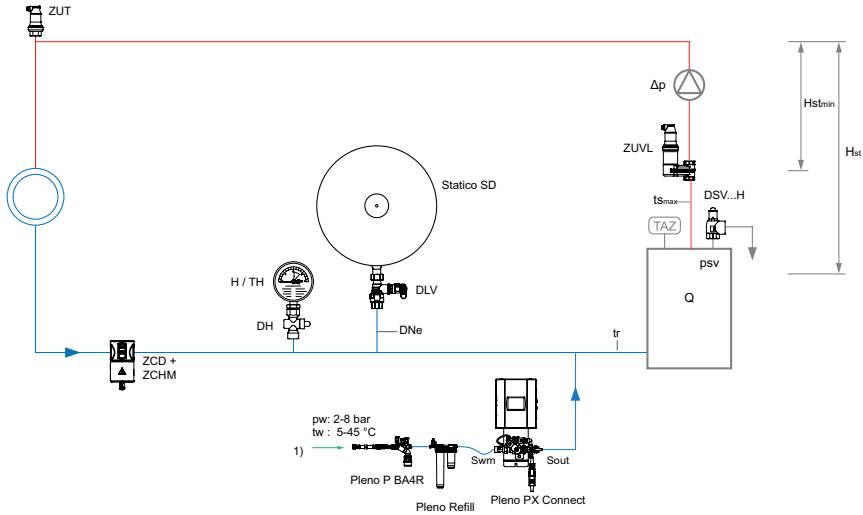 ZUT
Δp
Hstmin
Hst
ZUVL
Statico SD
tsmax
DSV...H
TAZ
psv
H / TH
DLV
Q
DH
DNe
tr
ZCD +
ZCHM
pw: 2-8 bar
tw : 5-45 °C
1)
Swm
Sout
Pleno P BA4R
Pleno Refill
Pleno PX Connect